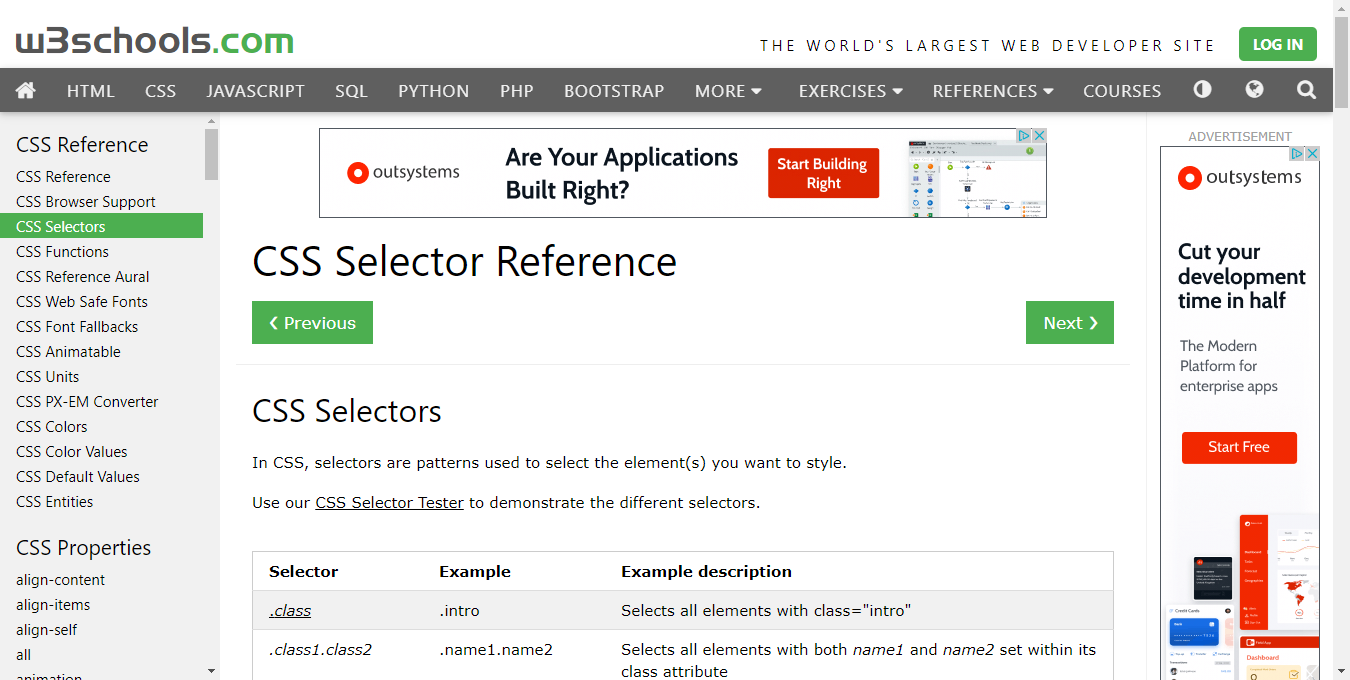 w3schools.com
THE WORLD'S LARGEST WEB DEVELOPER SITE
LOG IN
HTML CSS JAVASCRIPT SQL PYTHON PHP BOOTSTRAP MORE EXERCISES REFERENCES COURSES
CSS Reference
CSS Reference
CSS Browser Support
CSS Selectors
CSS Functions
CSS Reference Aural
CSS Web Safe Fonts
CSS Font Fallbacks
CSS Animatable
CSS Units
CSS PX-EM Converter
CSS Colors
CSS Color Values
CSS Default Values
CSS Entities
CSS Properties
align-content
align-items
align-self
all
animation
outsystems
Are Your Applications
Built Right?
Start Building
Right
CSS Selector Reference
❮ Previous
Next ❯
CSS Selectors
In CSS, selectors are patterns used to select the element(s) you want to style.
Use our CSS Selector Tester to demonstrate the different selectors.
Selector Example Example description
.class .intro Selects all elements with class="intro"
.class1.class2 .name1.name2 Selects all elements with both name1 and name2 set within its
class attribute
ADVERTISEMENT
outsystems
Cut your
development
time in half
The Modern
Platform for
enterprise apps
Start Free
Credit Cards
Dashboard